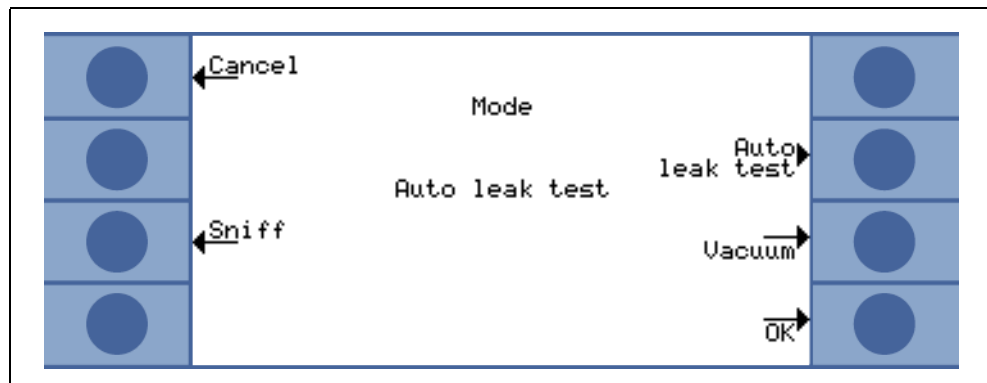 Cancel
Mode
Auto
leak test
Auto leak test
Sniff
Vacuum
OK